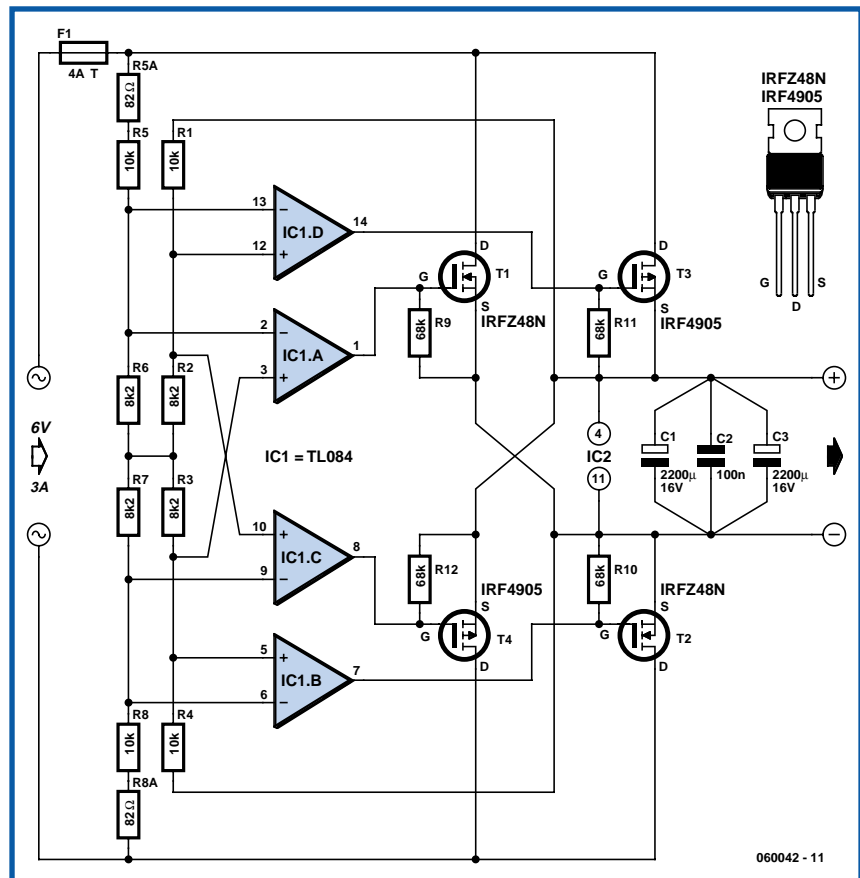 F1
4A T
R5A
82Ω
R5
10k
R1
10k
IRFZ48N
IRF4905
G
D
S
13
12
−
+
IC1.D
14
D
G
T1
S
IRFZ48N
R9
68k
D
G
T3
S
IRF4905
R11
68k
2
3
−
+
IC1.A
1
R6
8k2
R2
8k2
6V
3A
IC1 = TL084
R7
8k2
R3
8k2
4
IC2
11
C1
2200µ
16V
C2
100n
C3
2200µ
16V
+
−
10
9
+
−
IC1.C
8
R12
68k
IRF4905
S
G
T4
D
R10
68k
IRFZ48N
S
G
T2
D
5
6
+
−
IC1.B
7
R8
10k
R4
10k
R8A
82Ω
060042 - 11